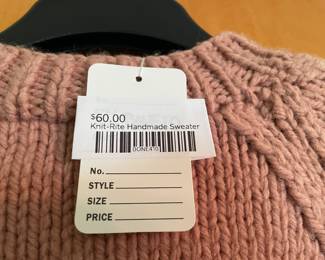 $60.00
Knit-Rite Handmade Sweater
No.
STYLE
SIZE
PRICE